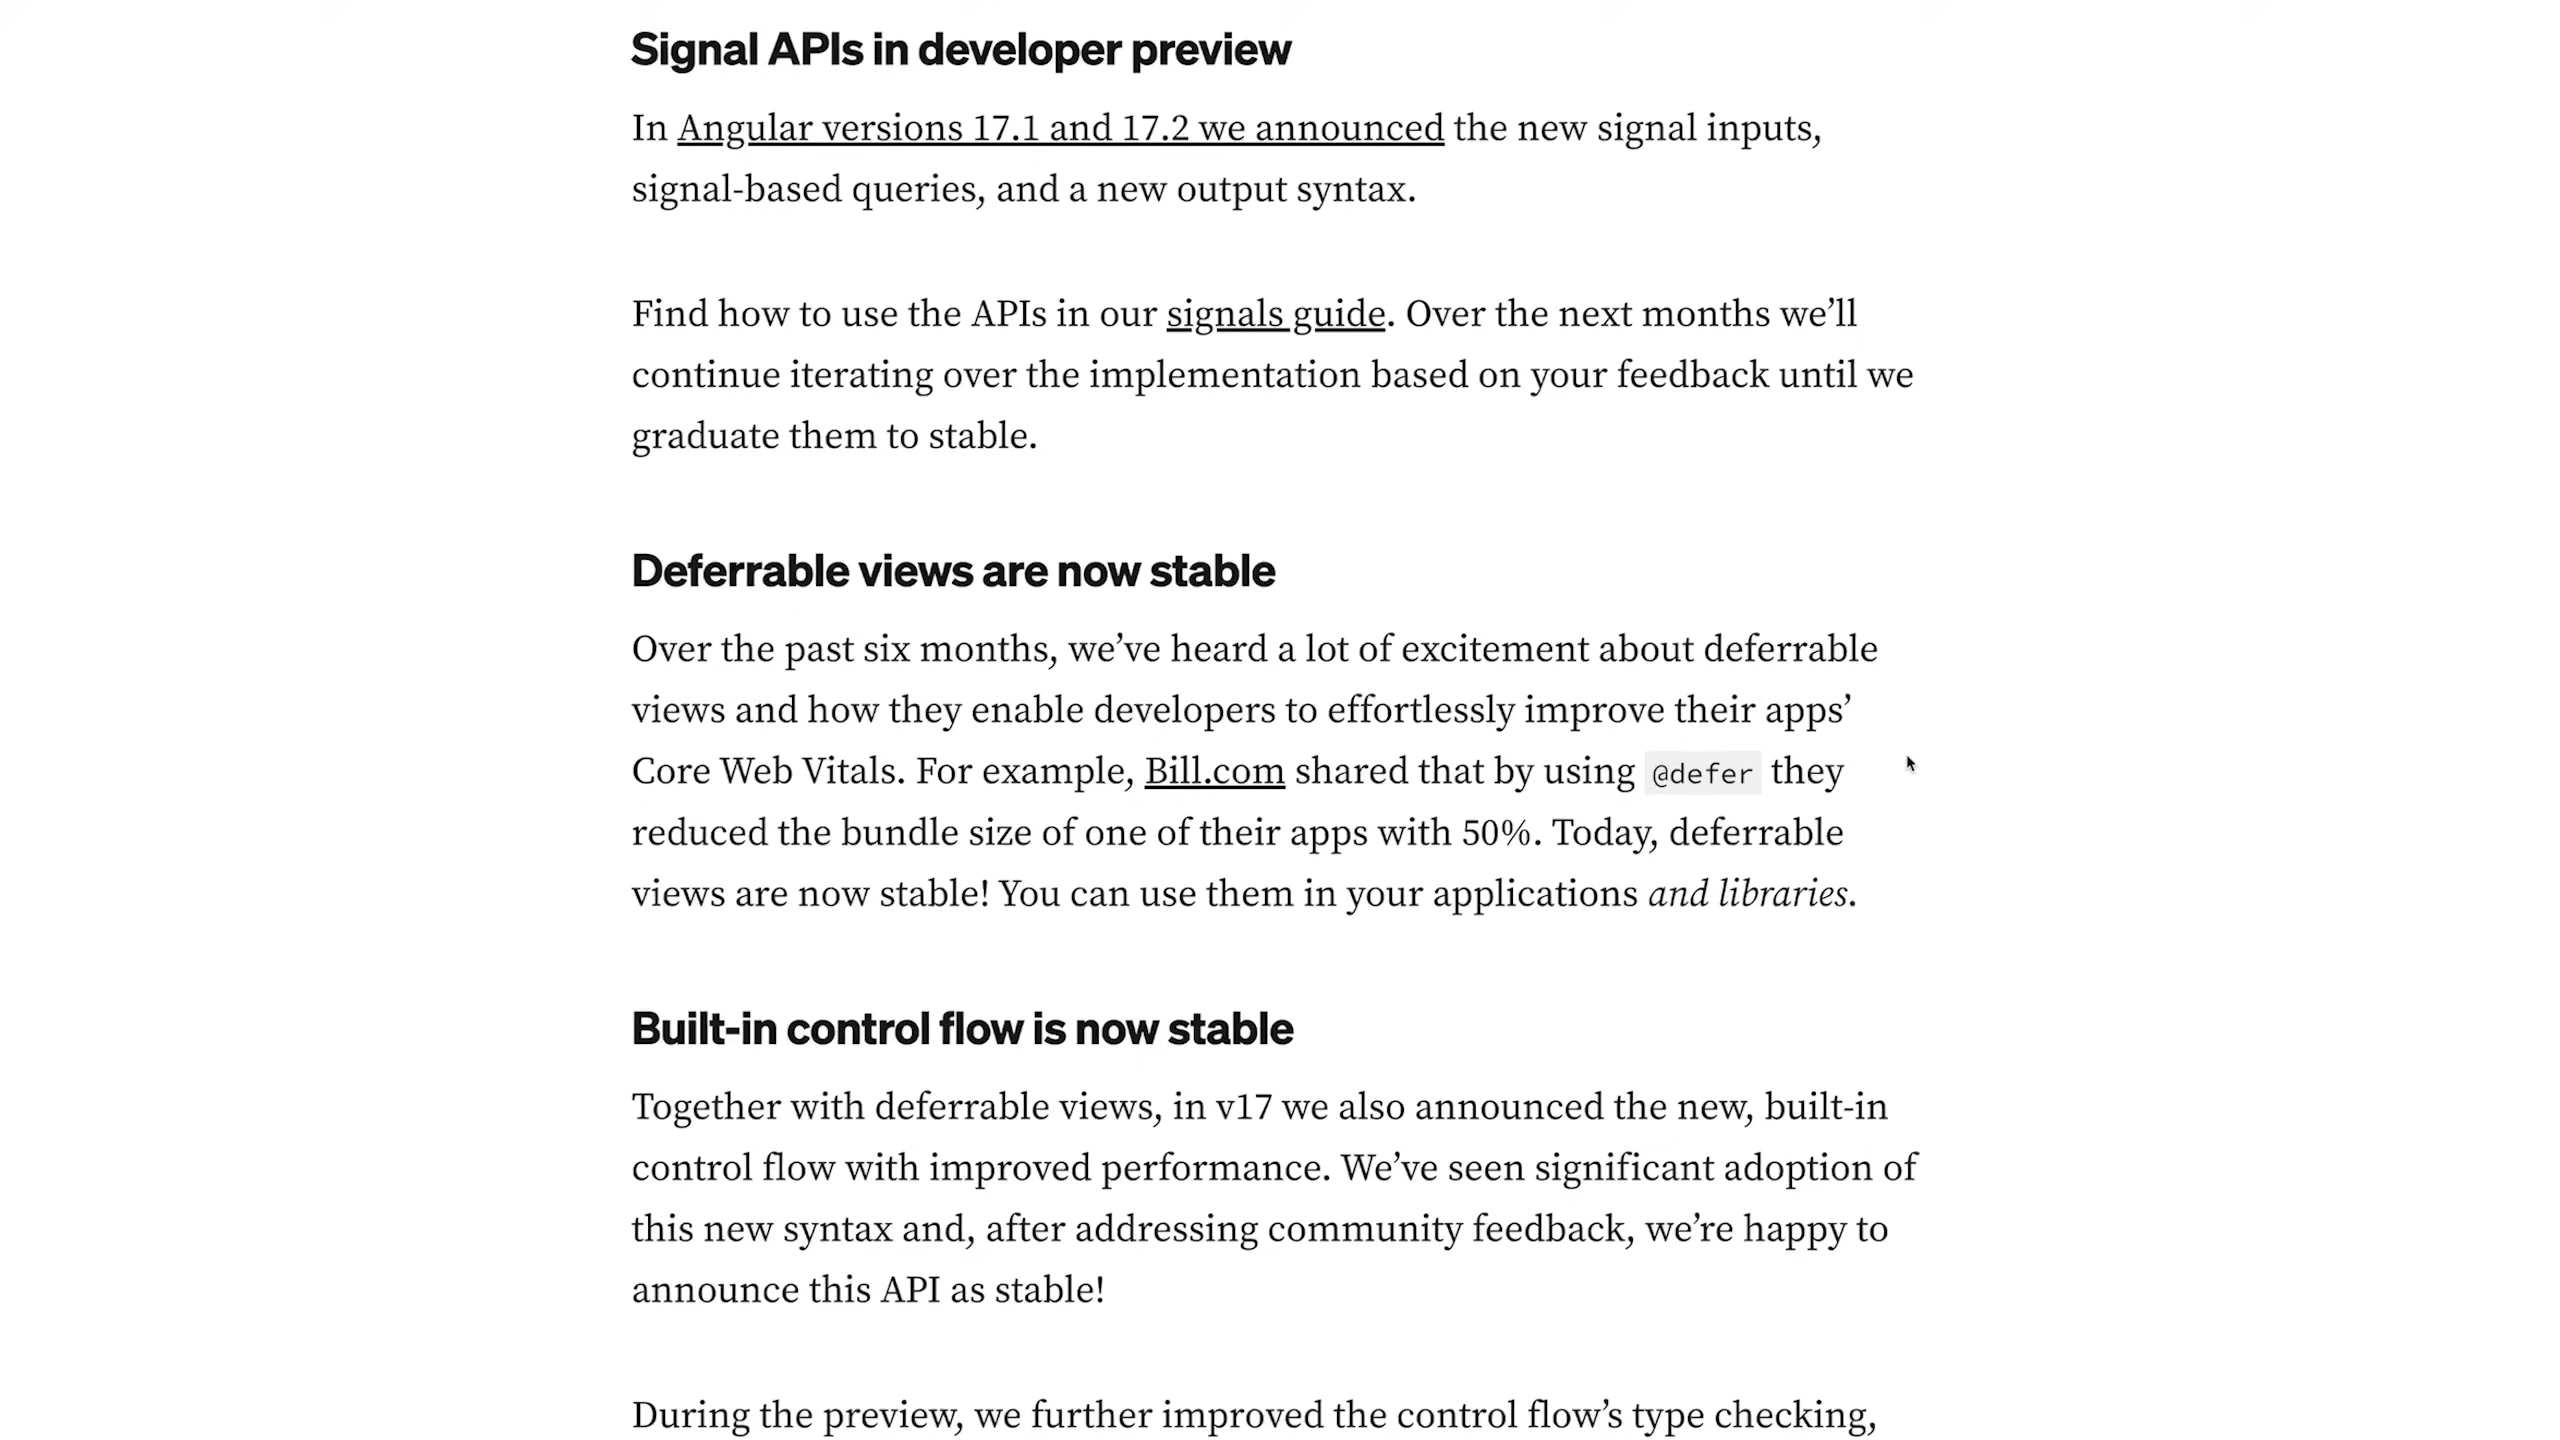 Signal APIs in developer preview
In Angular versions 17.1 and 17.2 we announced the new signal inputs,
signal-based queries, and a new output syntax.
Find how to use the APIs in our signals guide. Over the next months we’ll
continue iterating over the implementation based on your feedback until we
graduate them to stable.
Deferrable views are now stable
Over the past six months, we’ve heard a lot of excitement about deferrable
views and how they enable developers to effortlessly improve their apps’
Core Web Vitals. For example, Bill.com shared that by using @defer they
reduced the bundle size of one of their apps with 50%. Today, deferrable
views are now stable! You can use them in your applications and libraries.
Built-in control flow is now stable
Together with deferrable views, in v17 we also announced the new, built-in
control flow with improved performance. We’ve seen significant adoption of
this new syntax and, after addressing community feedback, we’re happy to
announce this API as stable!
During the preview, we further improved the control flow’s type checking,